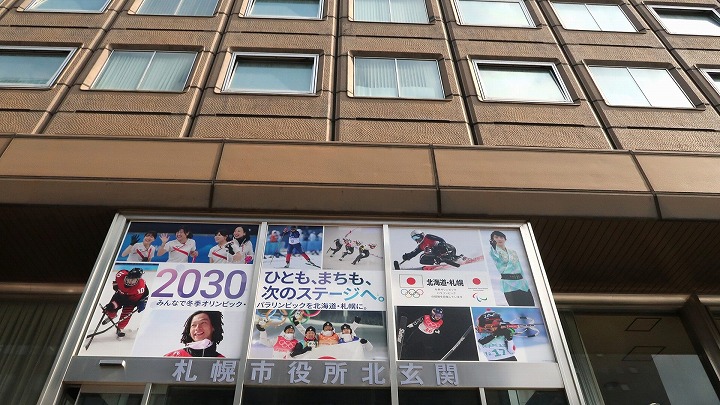 2030
みんなで冬季オリンピック・
ひとも、まちも、
次のステージへ。
パラリンピックを北海道・札幌に。
北海道・札幌
10
17
札幌市役所北玄関